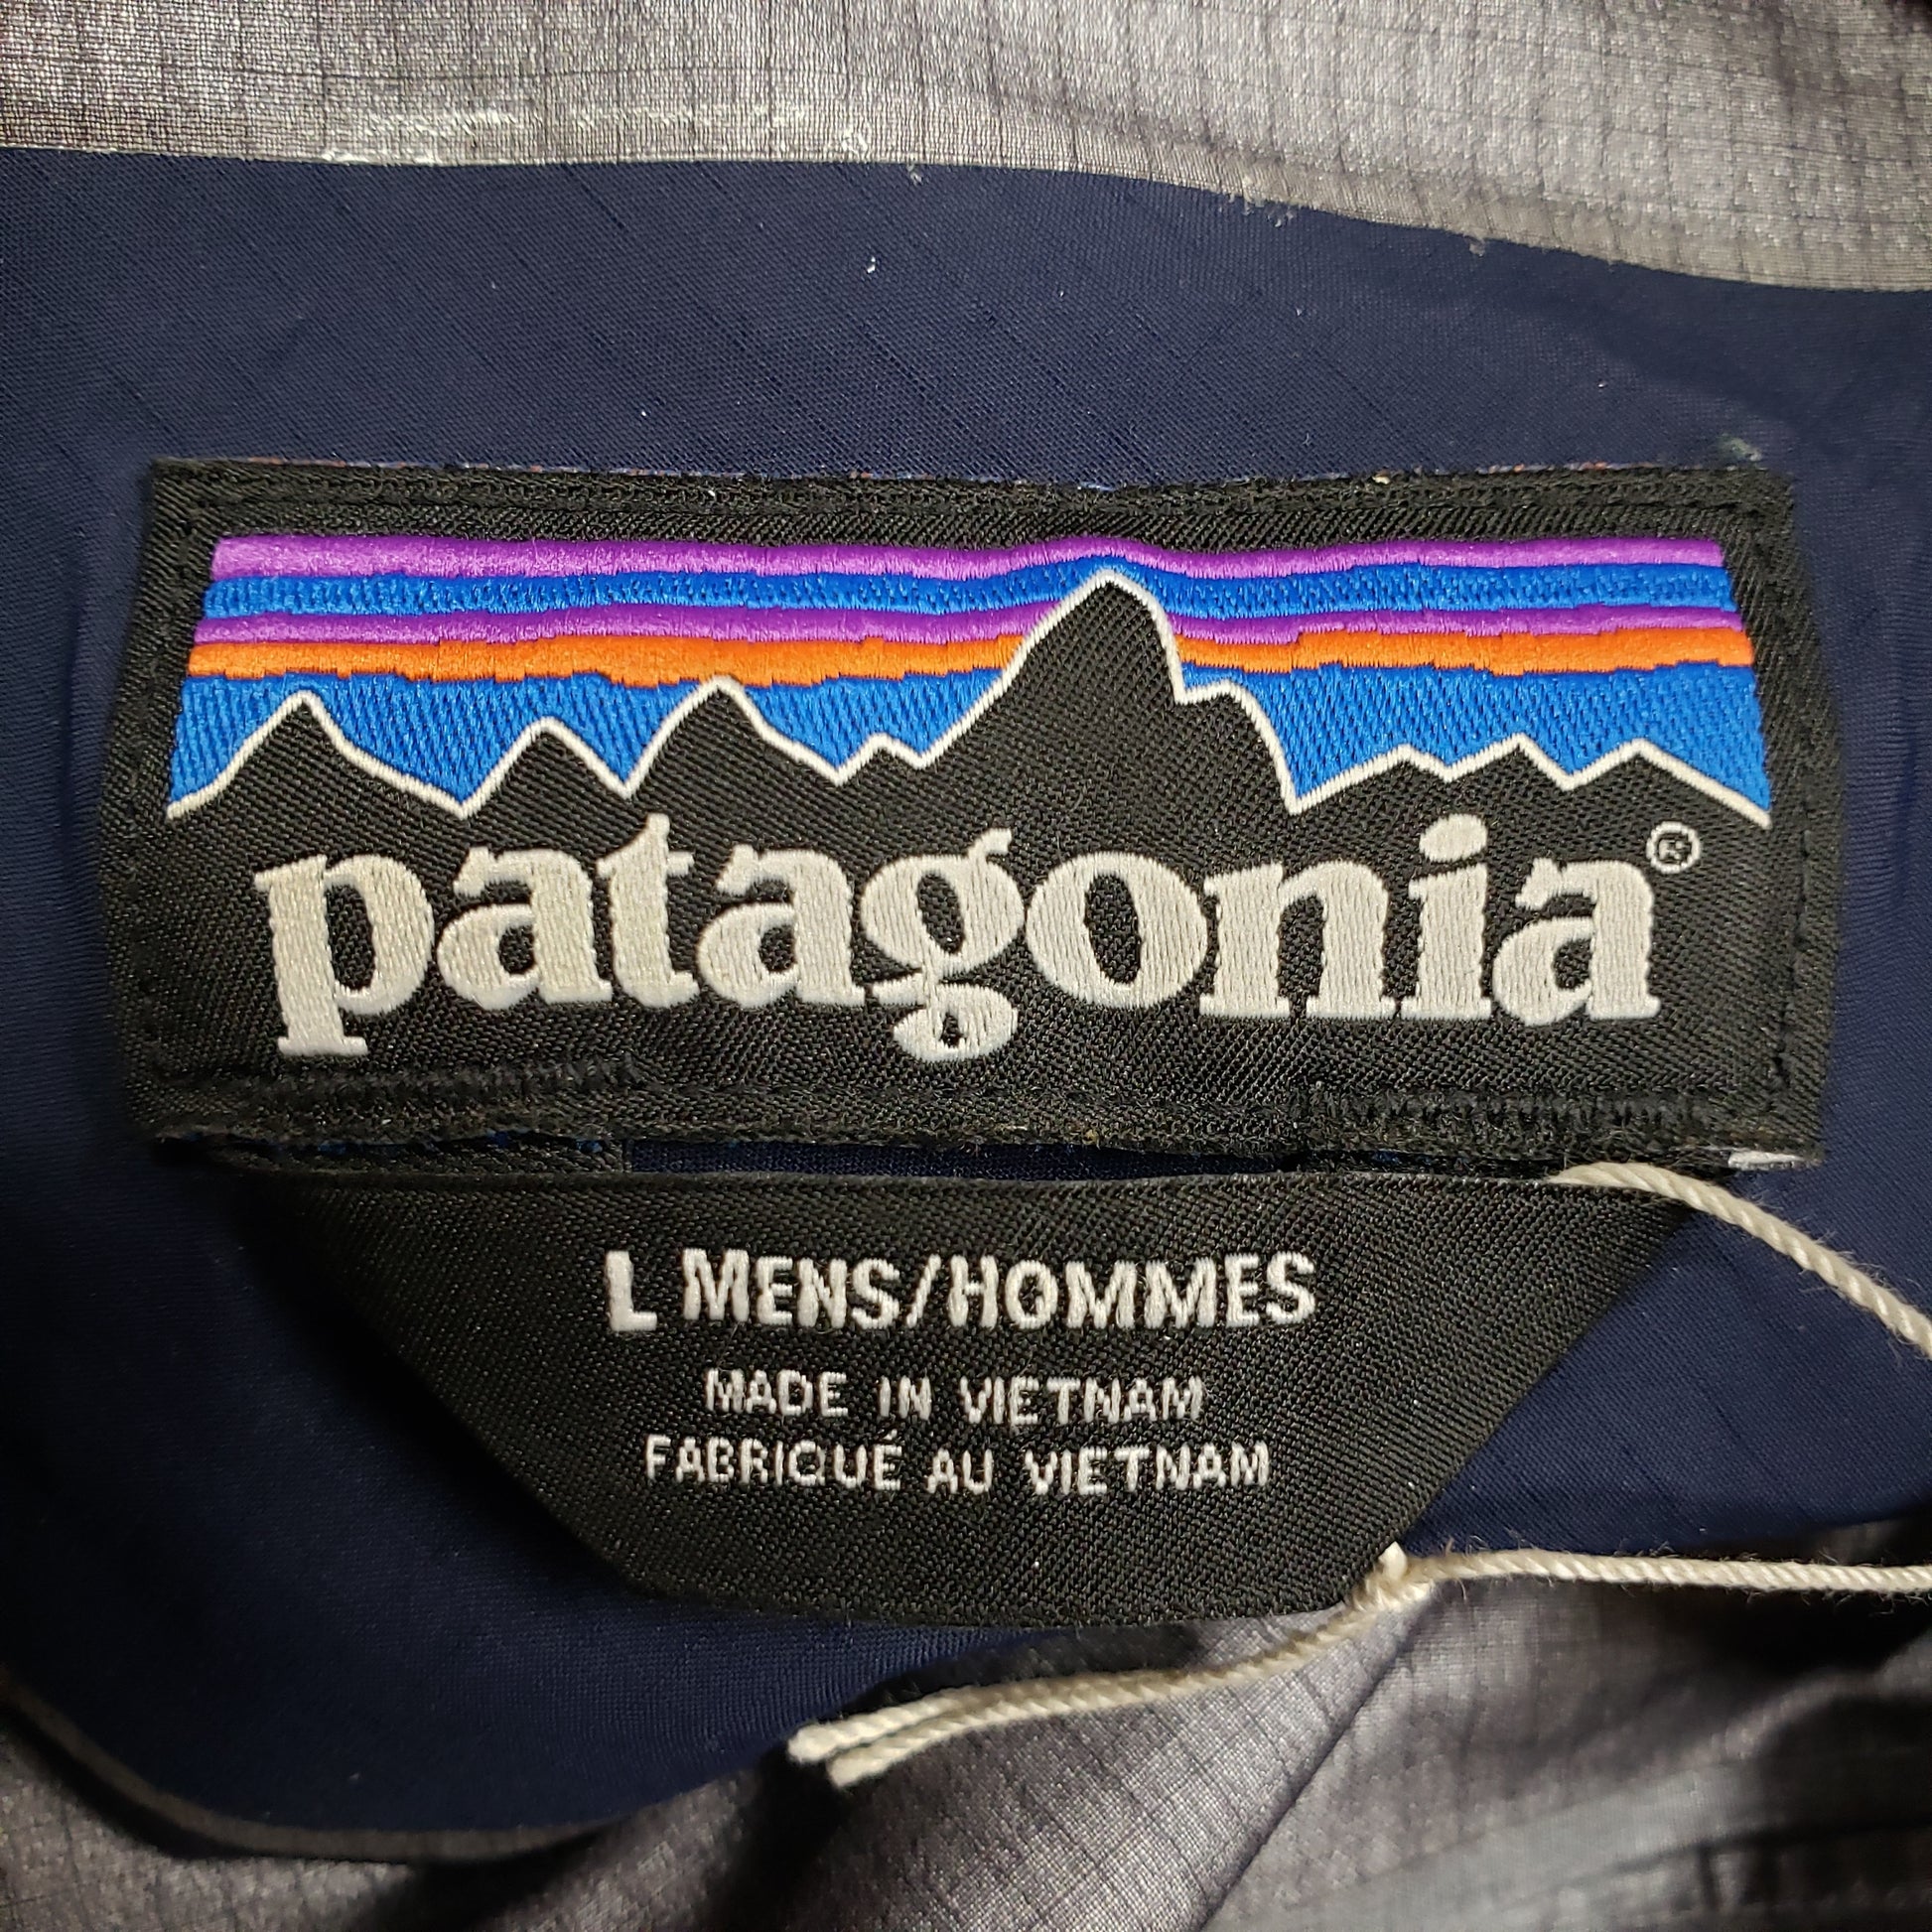 patagonia®
L MENS/HOMMES
MADE IN VIETNAM
FABRIQUÉ AU VIETNAM